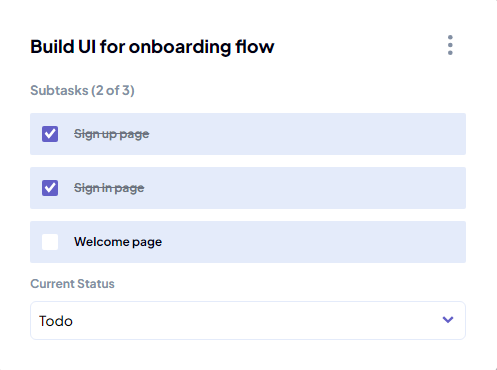 Build UI for onboarding flow
Subtasks (2 of 3)
Sign up page
Sign in page
Welcome page
Current Status
Todo